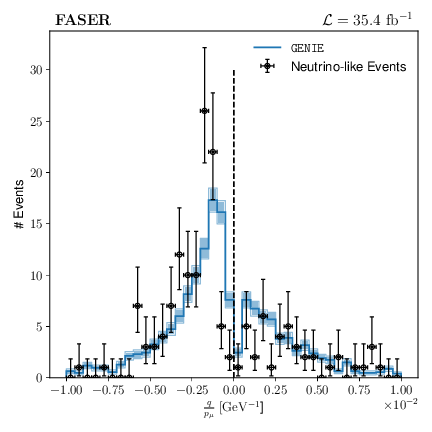 FASER
ℒ = 35.4 fb⁻¹
GENIE
Neutrino-like Events
# Events
30
25
20
15
10
5
0
−1.00 −0.75 −0.50 −0.25 0.00 0.25 0.50 0.75 1.00
×10⁻²
q/pμ [GeV⁻¹]